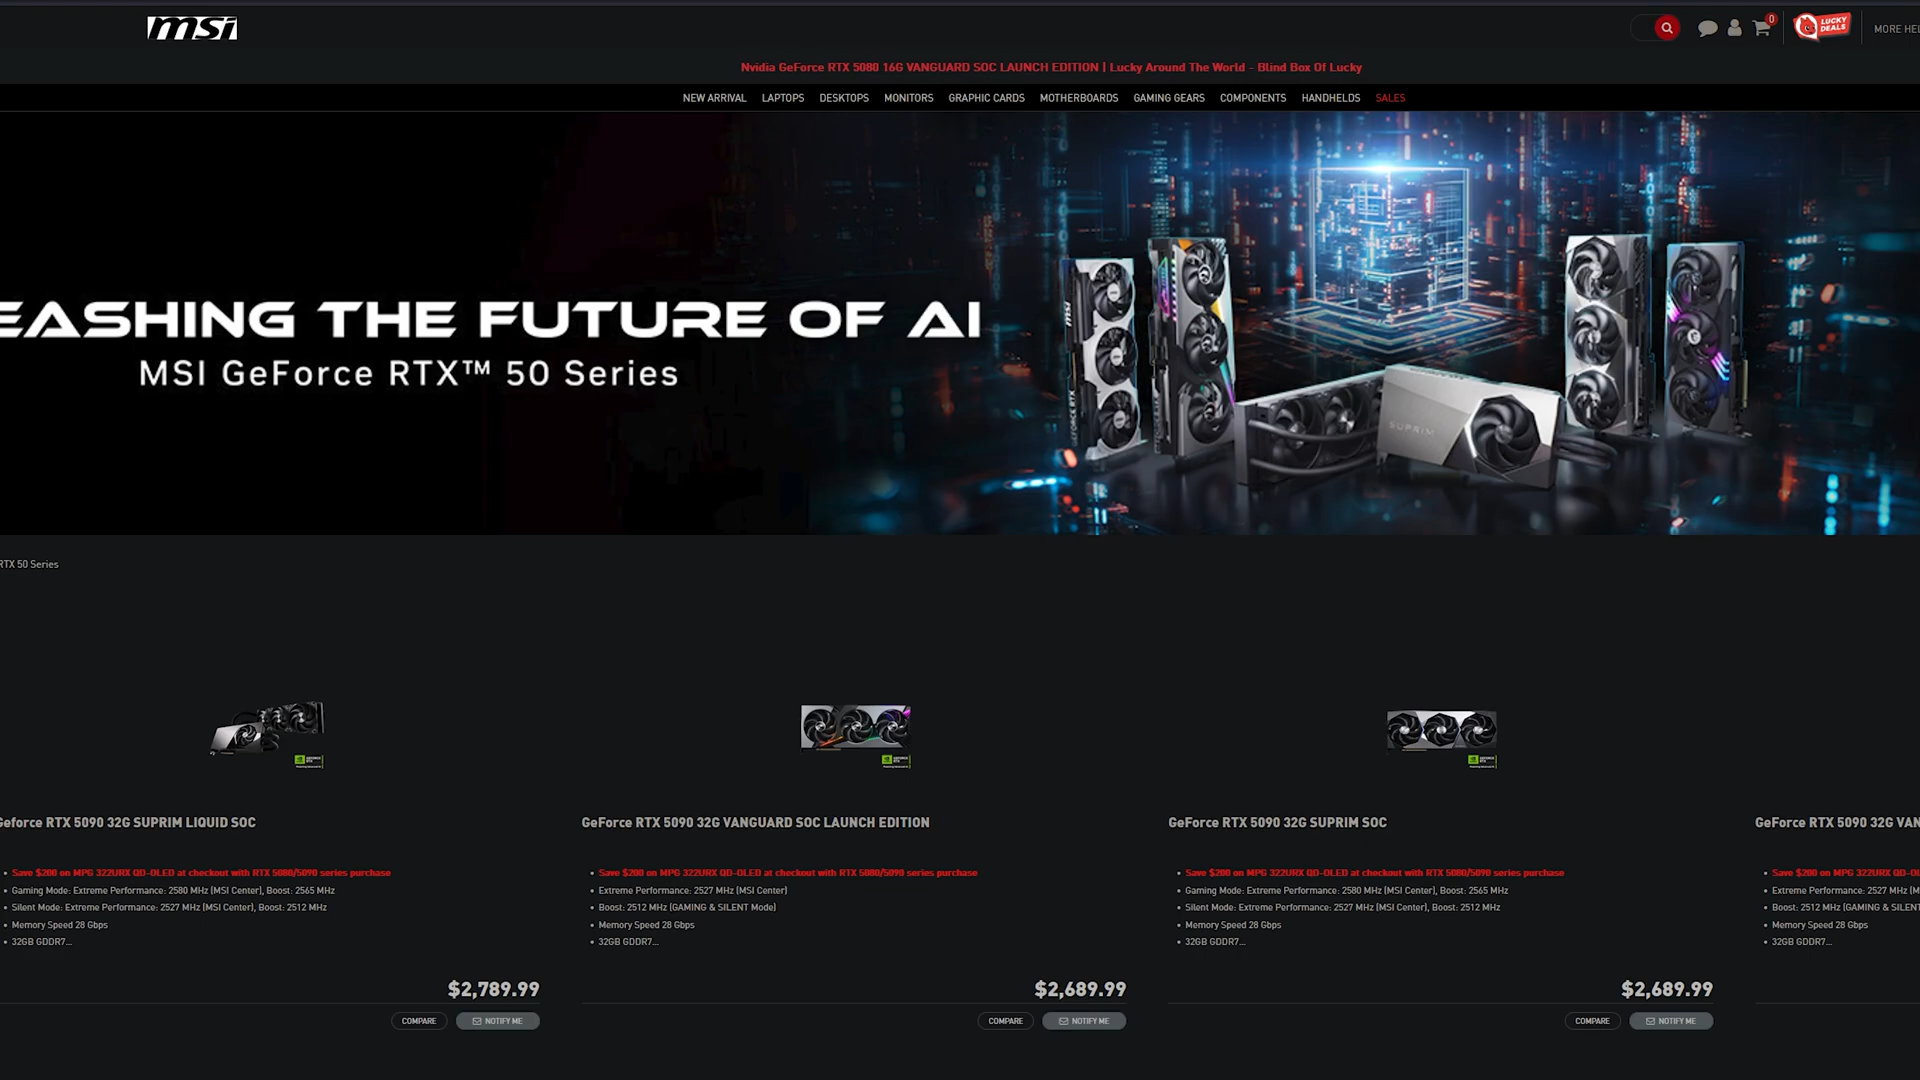 msi
0
LUCKY
DEALS
MORE HEL
Nvidia GeForce RTX 5080 16G VANGUARD SOC LAUNCH EDITION | Lucky Around The World - Blind Box Of Lucky
NEW ARRIVAL LAPTOPS DESKTOPS MONITORS GRAPHIC CARDS MOTHERBOARDS GAMING GEARS COMPONENTS HANDHELDS SALES
EASHING THE FUTURE OF AI
MSI GeForce RTX™ 50 Series
SUPRIM
RTX 50 Series
Geforce RTX 5090 32G SUPRIM LIQUID SOC
• Save $200 on MPG 322URX QD-OLED at checkout with RTX 5080/5090 series purchase
• Gaming Mode: Extreme Performance: 2580 MHz (MSI Center), Boost: 2565 MHz
• Silent Mode: Extreme Performance: 2527 MHz (MSI Center), Boost: 2512 MHz
• Memory Speed 28 Gbps
• 32GB GDDR7...
$2,789.99
COMPARE NOTIFY ME
GeForce RTX 5090 32G VANGUARD SOC LAUNCH EDITION
• Save $200 on MPG 322URX QD-OLED at checkout with RTX 5080/5090 series purchase
• Extreme Performance: 2527 MHz (MSI Center)
• Boost: 2512 MHz (GAMING & SILENT Mode)
• Memory Speed 28 Gbps
• 32GB GDDR7...
$2,689.99
COMPARE NOTIFY ME
GeForce RTX 5090 32G SUPRIM SOC
• Save $200 on MPG 322URX QD-OLED at checkout with RTX 5080/5090 series purchase
• Gaming Mode: Extreme Performance: 2580 MHz (MSI Center), Boost: 2565 MHz
• Silent Mode: Extreme Performance: 2527 MHz (MSI Center), Boost: 2512 MHz
• Memory Speed 28 Gbps
• 32GB GDDR7...
$2,689.99
COMPARE NOTIFY ME
GeForce RTX 5090 32G VAN
• Save $200 on MPG 322URX QD-OL
• Extreme Performance: 2527 MHz (M
• Boost: 2512 MHz (GAMING & SILENT
• Memory Speed 28 Gbps
• 32GB GDDR7...